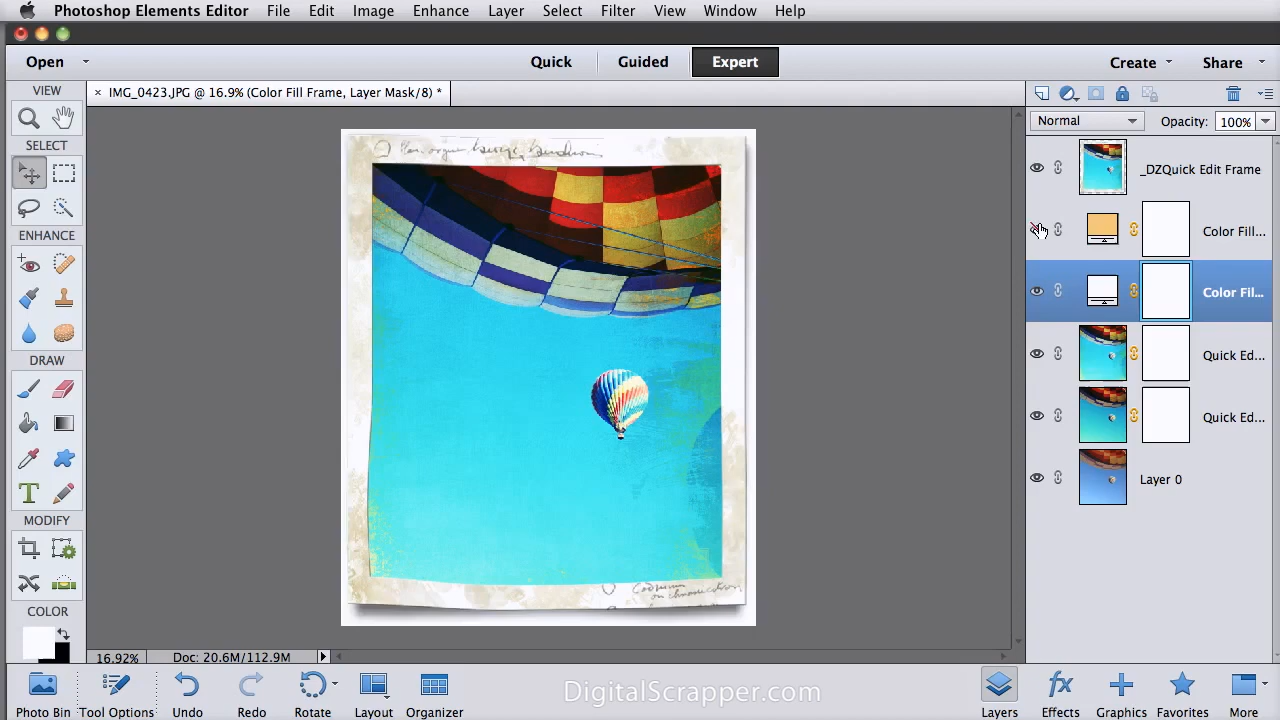 Photoshop Elements Editor File Edit Image Enhance Layer Select Filter View Window Help
Open Quick Guided Expert Create Share
VIEW
× IMG_0423.JPG @ 16.9% (Color Fill Frame, Layer Mask/8) *
Normal Opacity: 100%
SELECT
_DZQuick Edit Frame
Color Fill...
ENHANCE
Color Fil...
Quick Ed...
DRAW
Quick Ed...
Layer 0
T
MODIFY
COLOR
16.92% Doc: 20.6M/112.9M
DigitalScrapper.com
Photo Bin Tool Options Undo Redo Rotate Layout Organizer Layers fx Effects Graphics Favorites More